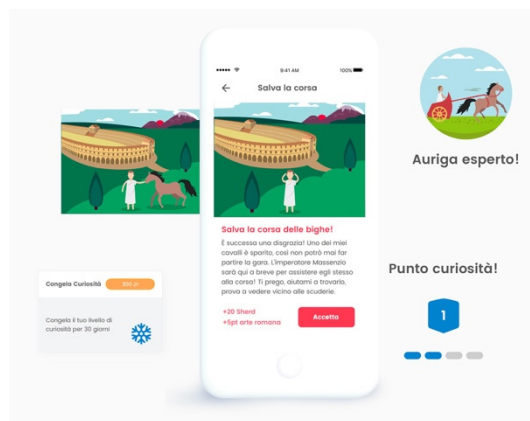 9:41 AM
100%
Salva la corsa
Auriga esperto!
Salva la corsa delle bighe!
È successa una disgrazia! Uno dei miei
cavalli è sparito, così non potrò mai far
partire la gara. L'imperatore Massenzio
sarà qui a breve per assistere egli stesso
alla corsa! Ti prego, aiutami a trovarlo,
prova a vedere vicino alle scuderie.
+20 Sherd
+5pt arte romana
Accetta
Congela Curiosità
Congela il tuo livello di
curiosità per 30 giorni
Punto curiosità!
1